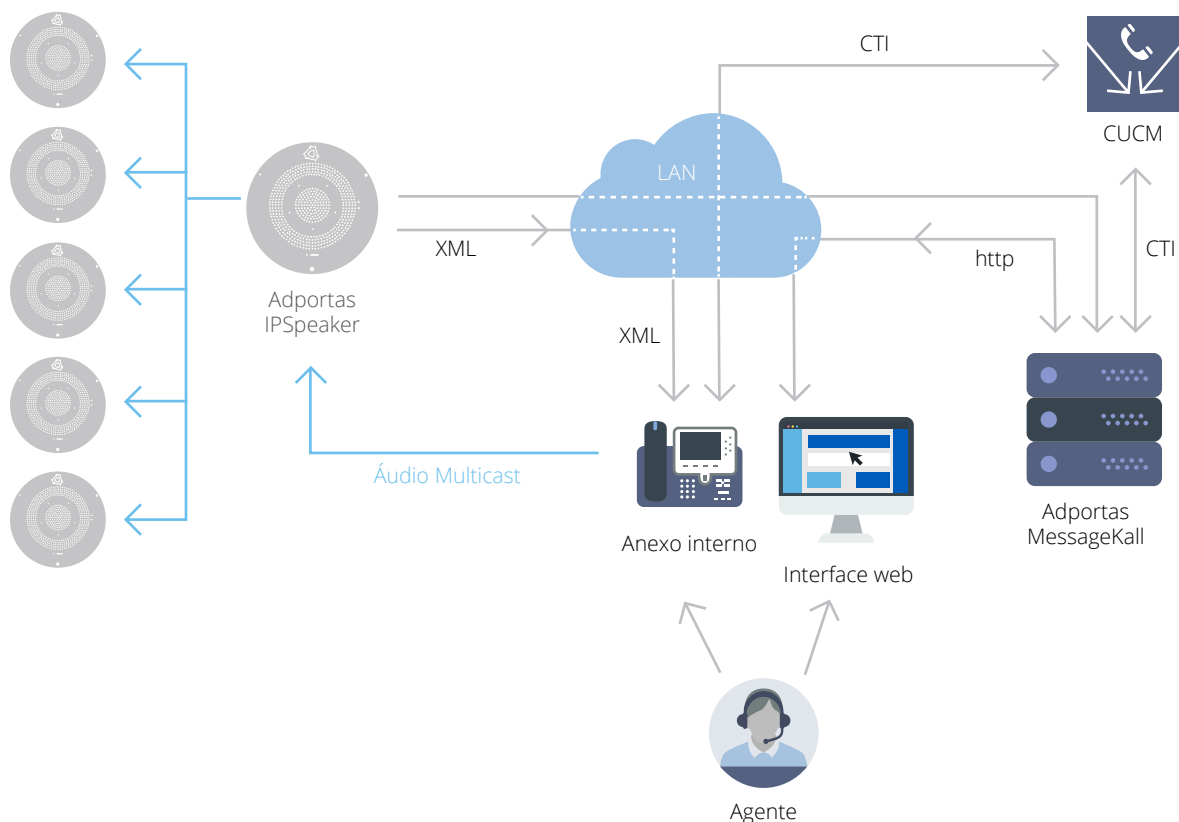 CTI
CUCM
LAN
XML
http
CTI
Adportas
IPSpeaker
XML
Áudio Multicast
Anexo interno
Interface web
Adportas
MessageKall
Agente